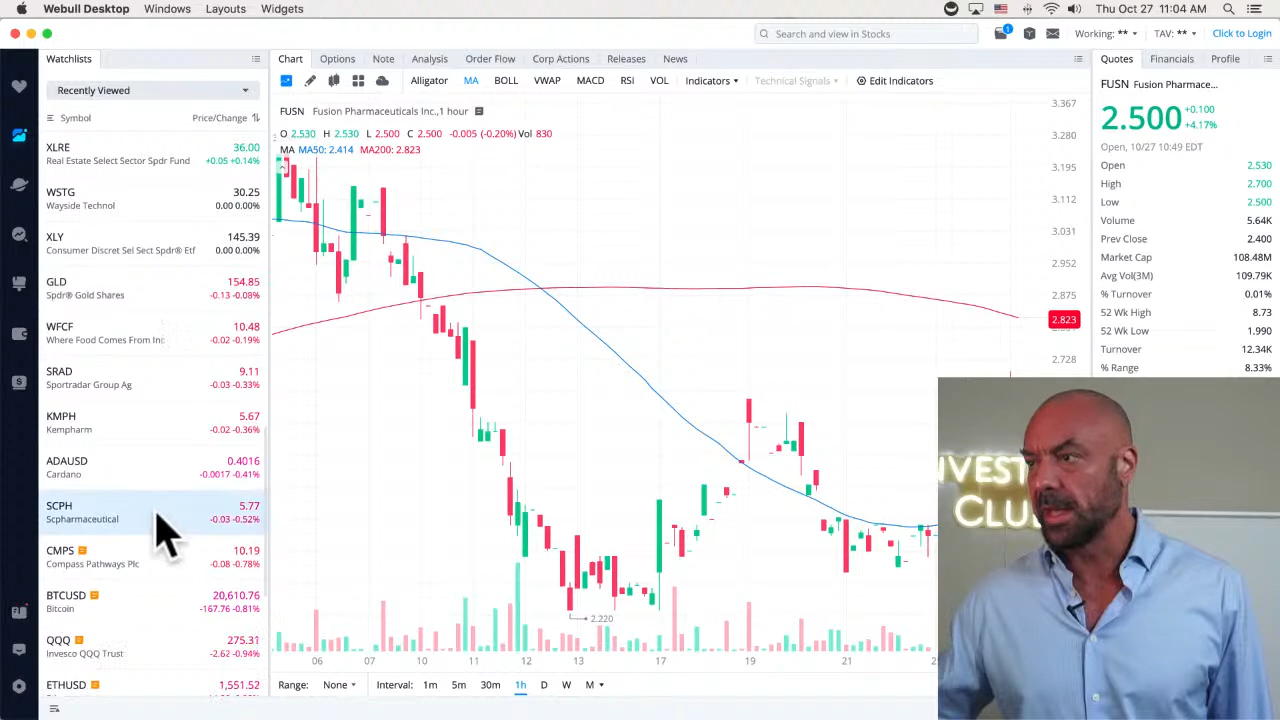 Webull Desktop Windows Layouts Widgets
Thu Oct 27 11:04 AM
Search and view in Stocks
1
Working: ** TAV: ** Click to Login
Watchlists
Recently Viewed
Symbol Price/Change
XLRE 36.00
Real Estate Select Sector Spdr Fund +0.05 +0.14%
WSTG 30.25
Wayside Technol 0.00 0.00%
XLY 145.39
Consumer Discret Sel Sect Spdr® Etf 0.00 0.00%
GLD 154.85
Spdr® Gold Shares -0.13 -0.08%
WFCF 10.48
Where Food Comes From Inc -0.02 -0.19%
SRAD 9.11
Sportradar Group Ag -0.03 -0.33%
KMPH 5.67
Kempharm -0.02 -0.36%
ADAUSD 0.4016
Cardano -0.0017 -0.41%
SCPH 5.77
Scpharmaceutical -0.03 -0.52%
CMPS 10.19
Compass Pathways Plc -0.08 -0.78%
BTCUSD 20,610.76
Bitcoin -167.76 -0.81%
QQQ 275.31
Invesco QQQ Trust -2.62 -0.94%
ETHUSD 1,551.52
Chart Options Note Analysis Order Flow Corp Actions Releases News
Alligator MA BOLL VWAP MACD RSI VOL Indicators Technical Signals Edit Indicators
FUSN Fusion Pharmaceuticals Inc.,1 hour
O 2.530 H 2.530 L 2.500 C 2.500 -0.005 (-0.20%) Vol 830
MA MA50: 2.414 MA200: 2.823
3.367
3.280
3.195
3.112
3.031
2.952
2.875
2.823
2.728
2.220
06 07 10 11 12 13 17 19 21
Range: None Interval: 1m 5m 30m 1h D W M
Quotes Financials Profile
FUSN Fusion Pharmace...
2.500 +0.100
+4.17%
Open, 10/27 10:49 EDT
Open 2.530
High 2.700
Low 2.500
Volume 5.64K
Prev Close 2.400
Market Cap 108.48M
Avg Vol(3M) 109.79K
% Turnover 0.01%
52 Wk High 8.73
52 Wk Low 1.990
Turnover 12.34K
% Range 8.33%
INVEST
CLU